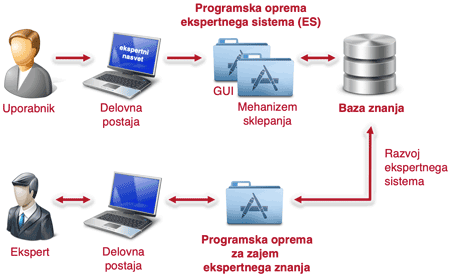 Programska oprema
ekspertnega sistema (ES)
ekspertni
nasvet
GUI
Uporabnik
Delovna
postaja
Mehanizem
sklepanja
Baza znanja
Razvoj
ekspertnega
sistema
Ekspert
Delovna
postaja
Programska oprema
za zajem
ekspertnega znanja